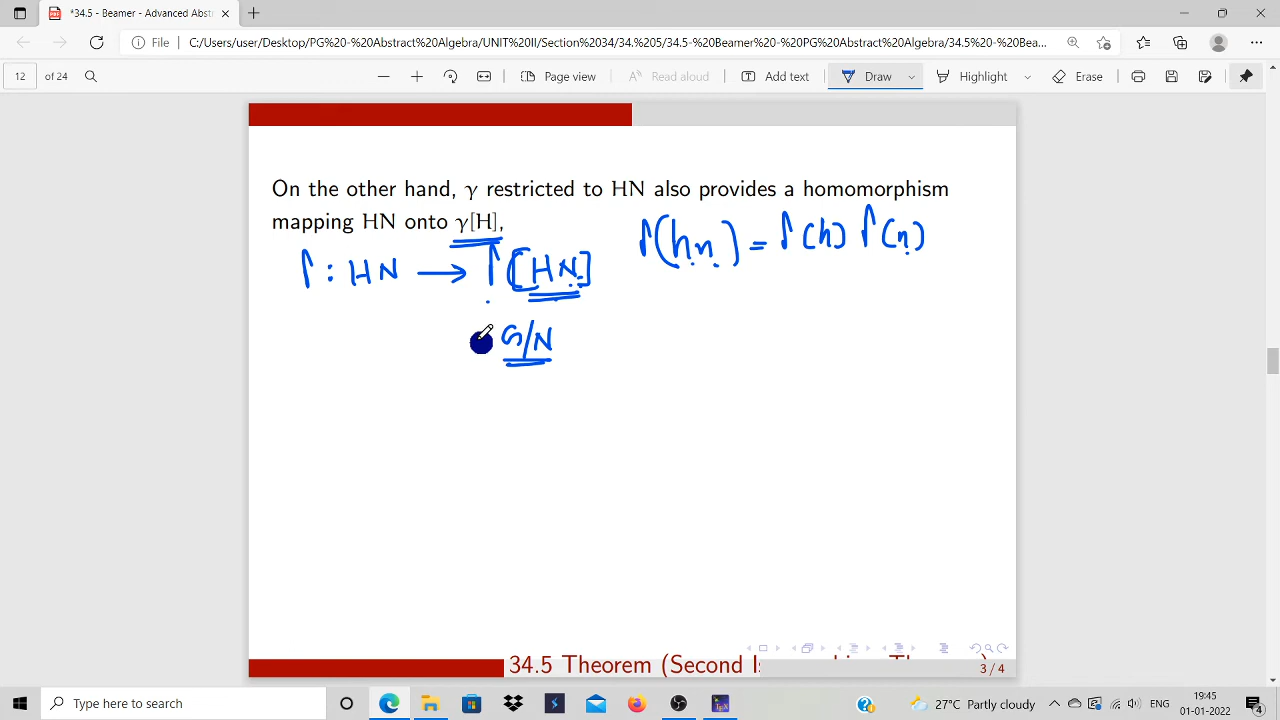 *34.5 - Beamer - Advanced Abstr
File
C:/Users/user/Desktop/PG%20-%20Abstract%20Algebra/UNIT%20II/Section%2034/34.%205/34.5%20-%20Beamer%20-%20PG%20Abstract%20Algebra/34.5%20-%20Bea...
12 of 24
Page view
Read aloud
Add text
Draw
Highlight
Erase
On the other hand, γ restricted to HN also provides a homomorphism
mapping HN onto γ[H],
γ(hn) = γ(h) γ(n)
γ : HN → γ[HN]
G/N
34.5 Theorem (Second
3 / 4
Type here to search
27°C Partly cloudy
ENG
19:45
01-01-2022
4